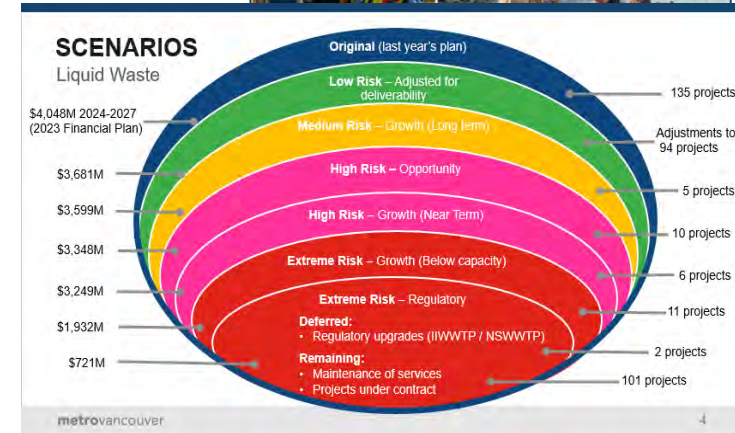 SCENARIOS
Liquid Waste
$4,048M 2024-2027
(2023 Financial Plan)
$3,681M
$3,599M
$3,348M
$3,249M
$1,932M
$721M
Original (last year's plan)
Low Risk – Adjusted for
deliverability
Medium Risk – Growth (Long term)
High Risk – Opportunity
High Risk – Growth (Near Term)
Extreme Risk – Growth (Below capacity)
Extreme Risk – Regulatory
Deferred:
• Regulatory upgrades (IIWWTP / NSWWTP)
Remaining:
• Maintenance of services
• Projects under contract
135 projects
Adjustments to
94 projects
5 projects
10 projects
6 projects
11 projects
2 projects
101 projects
metrovancouver
4